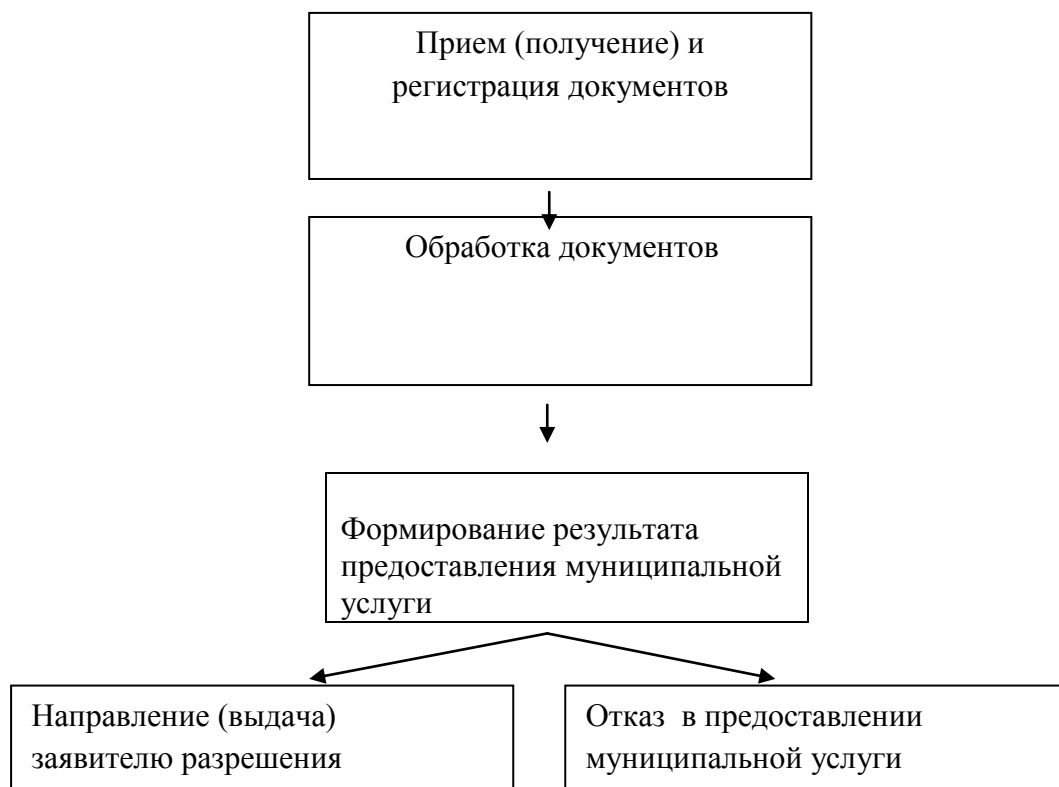 Прием (получение) и
регистрация документов
Обработка документов
Формирование результата
предоставления муниципальной
услуги
Направление (выдача)
заявителю разрешения
Отказ в предоставлении
муниципальной услуги